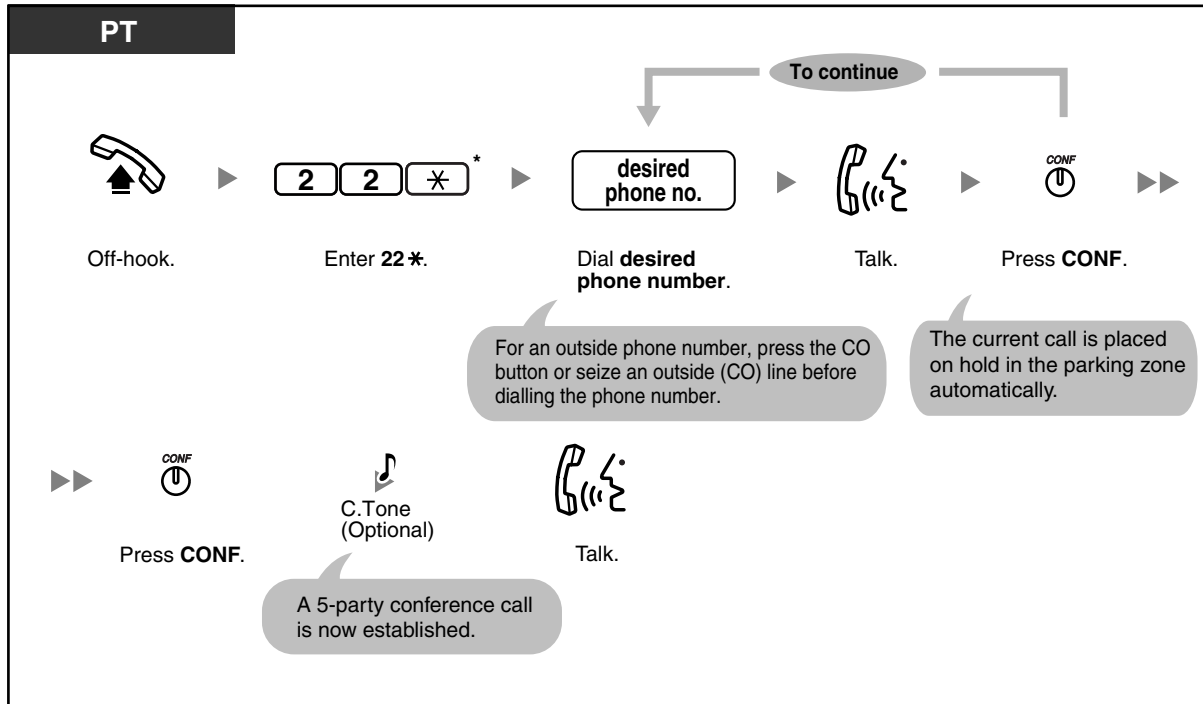 PT
To continue
2 2 ✱ *
desired
phone no.
CONF
Off-hook.
Enter 22✱.
Dial desired
phone number.
Talk.
Press CONF.
For an outside phone number, press the CO
button or seize an outside (CO) line before
dialling the phone number.
The current call is placed
on hold in the parking zone
automatically.
CONF
Press CONF.
C.Tone
(Optional)
Talk.
A 5-party conference call
is now established.